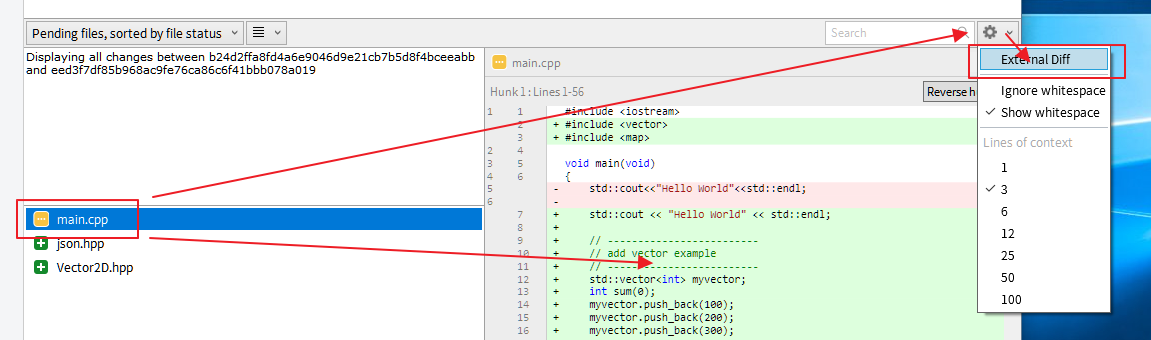 Pending files, sorted by file status
Search
Displaying all changes between b24d2ffa8fd4a6e9046d9e21cb7b5d8f4bceeabb
and eed3f7df85b968ac9fe76ca86c6f41bbb078a019
main.cpp
json.hpp
Vector2D.hpp
main.cpp
Hunk 1 : Lines 1-56
Reverse h
1 1 #include <iostream>
2 + #include <vector>
3 + #include <map>
2 4
3 5 void main(void)
4 6 {
5 - std::cout<<"Hello World"<<std::endl;
6 -
7 + std::cout << "Hello World" << std::endl;
8 +
9 + // -------------------------
10 + // add vector example
11 + // -------------------------
12 + std::vector<int> myvector;
13 + int sum(0);
14 + myvector.push_back(100);
15 + myvector.push_back(200);
16 + myvector.push_back(300);
External Diff
Ignore whitespace
Show whitespace
Lines of context
1
3
6
12
25
50
100